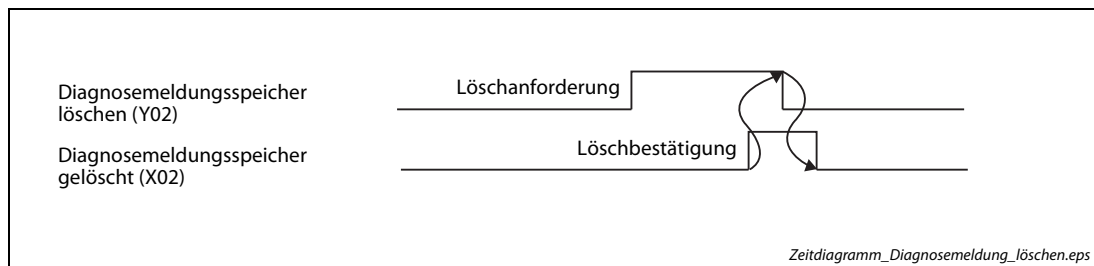 Diagnosemeldungsspeicher
löschen (Y02)
Löschanforderung
Diagnosemeldungsspeicher
gelöscht (X02)
Löschbestätigung
Zeitdiagramm_Diagnosemeldung_löschen.eps